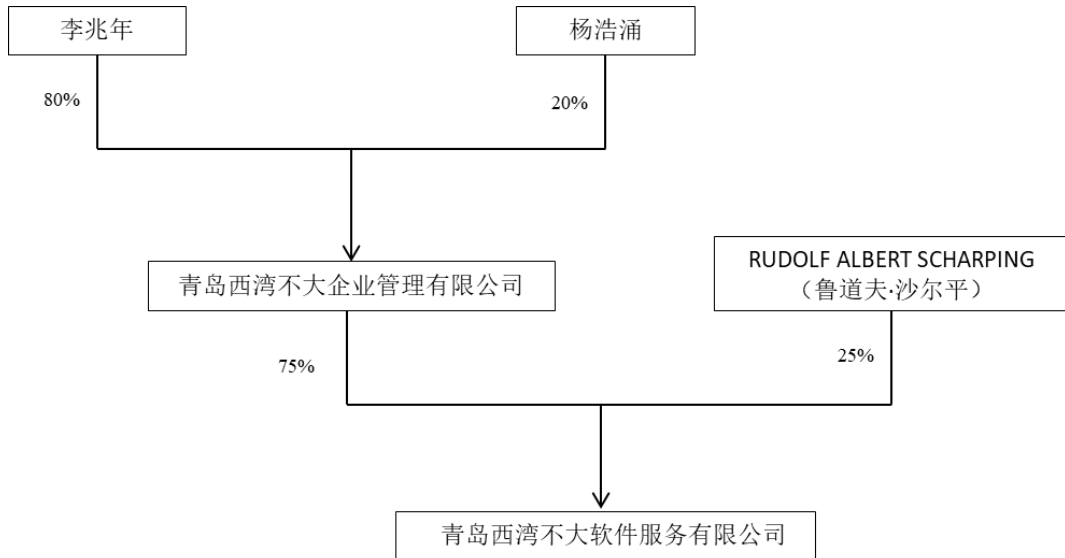 李兆年
杨浩涌
80%
20%
RUDOLF ALBERT SCHARPING
（鲁道夫·沙尔平）
青岛西湾不大企业管理有限公司
75%
25%
青岛西湾不大软件服务有限公司